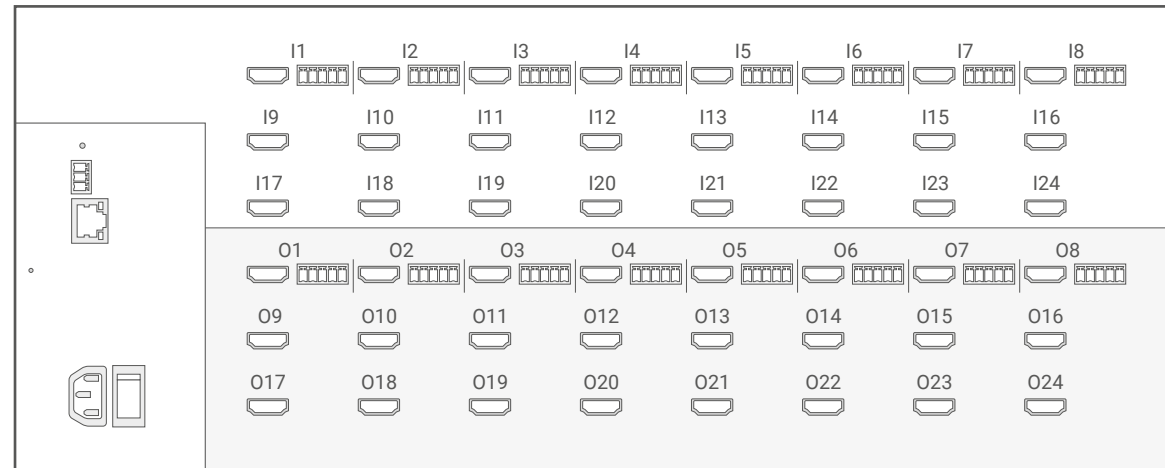 I1 I2 I3 I4 I5 I6 I7 I8
I9 I10 I11 I12 I13 I14 I15 I16
I17 I18 I19 I20 I21 I22 I23 I24
O1 O2 O3 O4 O5 O6 O7 O8
O9 O10 O11 O12 O13 O14 O15 O16
O17 O18 O19 O20 O21 O22 O23 O24